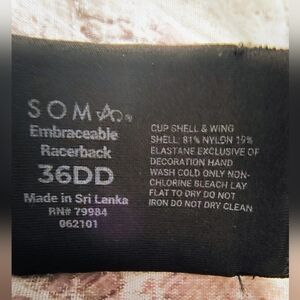 SOMA®
Embraceable
Racerback
36DD
Made in Sri Lanka
RN# 79984
062101
CUP SHELL & WING
SHELL: 81% NYLON 19%
ELASTANE EXCLUSIVE OF
DECORATION HAND
WASH COLD ONLY NON-
CHLORINE BLEACH LAY
FLAT TO DRY DO NOT
IRON DO NOT DRY CLEAN